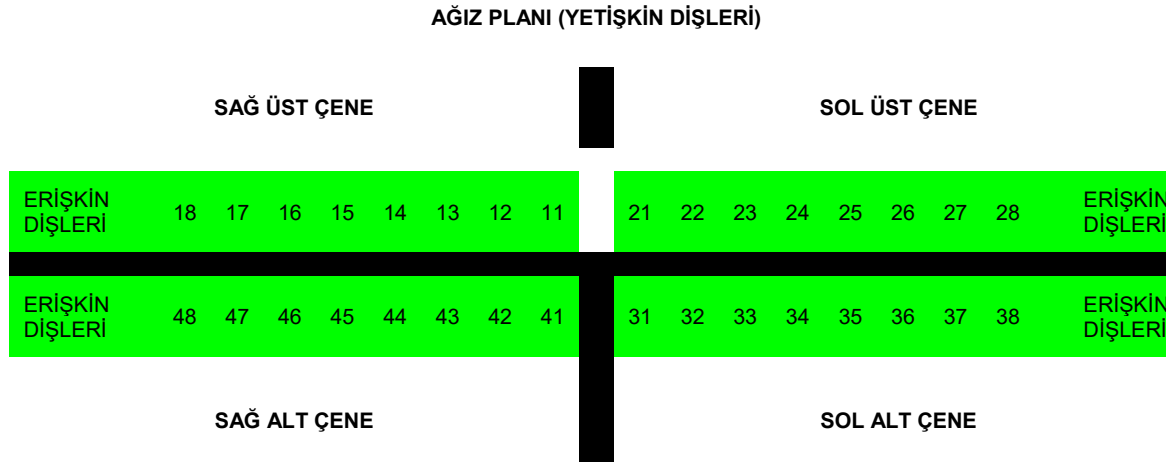 AĞIZ PLANI (YETİŞKİN DİŞLERİ)
SAĞ ÜST ÇENE
SOL ÜST ÇENE
ERİŞKİN DİŞLERİ 18 17 16 15 14 13 12 11 21 22 23 24 25 26 27 28 ERİŞKİN DİŞLERİ
ERİŞKİN DİŞLERİ 48 47 46 45 44 43 42 41 31 32 33 34 35 36 37 38 ERİŞKİN DİŞLERİ
SAĞ ALT ÇENE
SOL ALT ÇENE